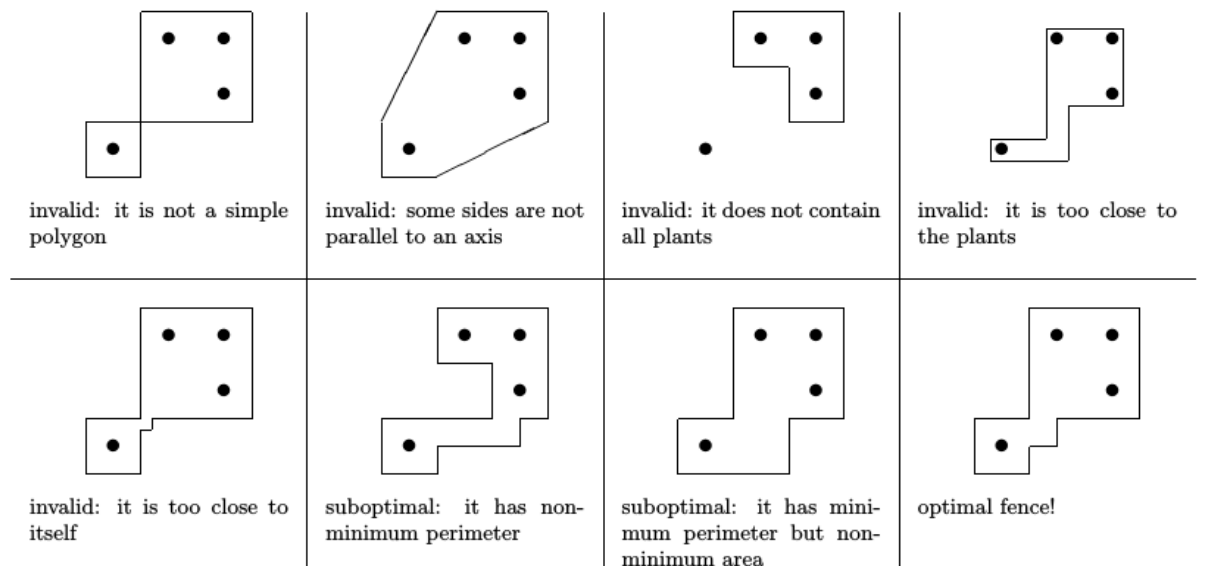 invalid: it is not a simple
polygon
invalid: some sides are not
parallel to an axis
invalid: it does not contain
all plants
invalid: it is too close to
the plants
invalid: it is too close to
itself
suboptimal: it has non-
minimum perimeter
suboptimal: it has mini-
mum perimeter but non-
minimum area
optimal fence!